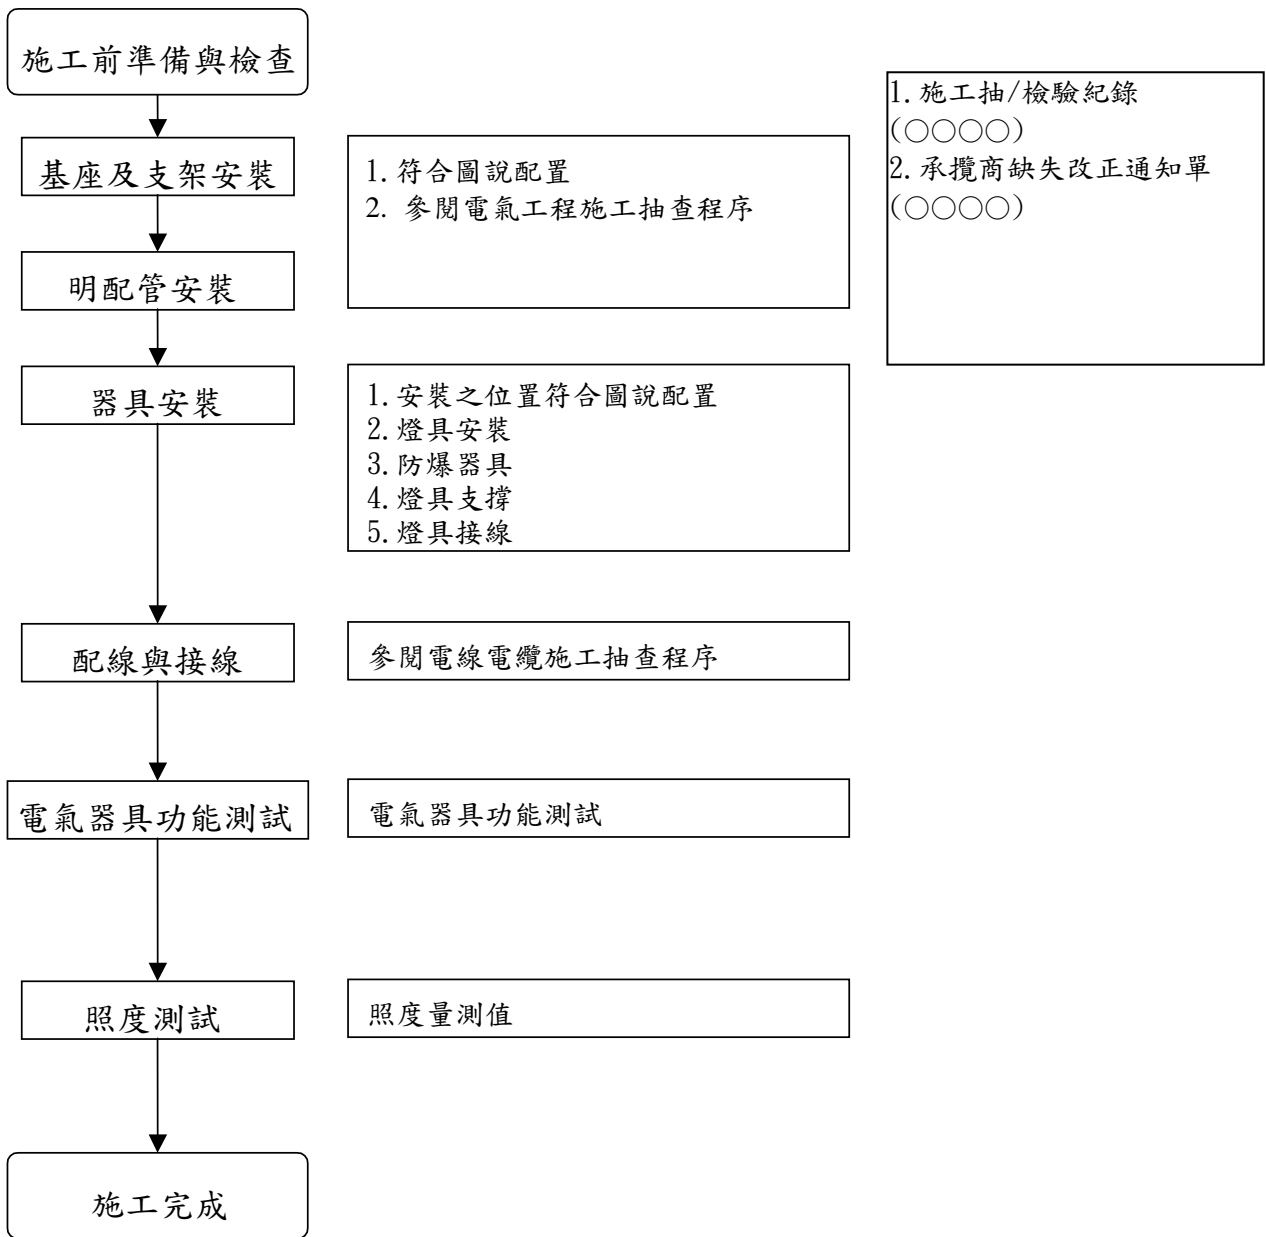 施工前準備與檢查
1.施工抽/檢驗紀錄
(○○○○)
2.承攬商缺失改正通知單
(○○○○)
基座及支架安裝
1.符合圖說配置
2. 參閱電氣工程施工抽查程序
明配管安裝
器具安裝
1.安裝之位置符合圖說配置
2.燈具安裝
3.防爆器具
4.燈具支撐
5.燈具接線
配線與接線
參閱電線電纜施工抽查程序
電氣器具功能測試
電氣器具功能測試
照度測試
照度量測值
施工完成